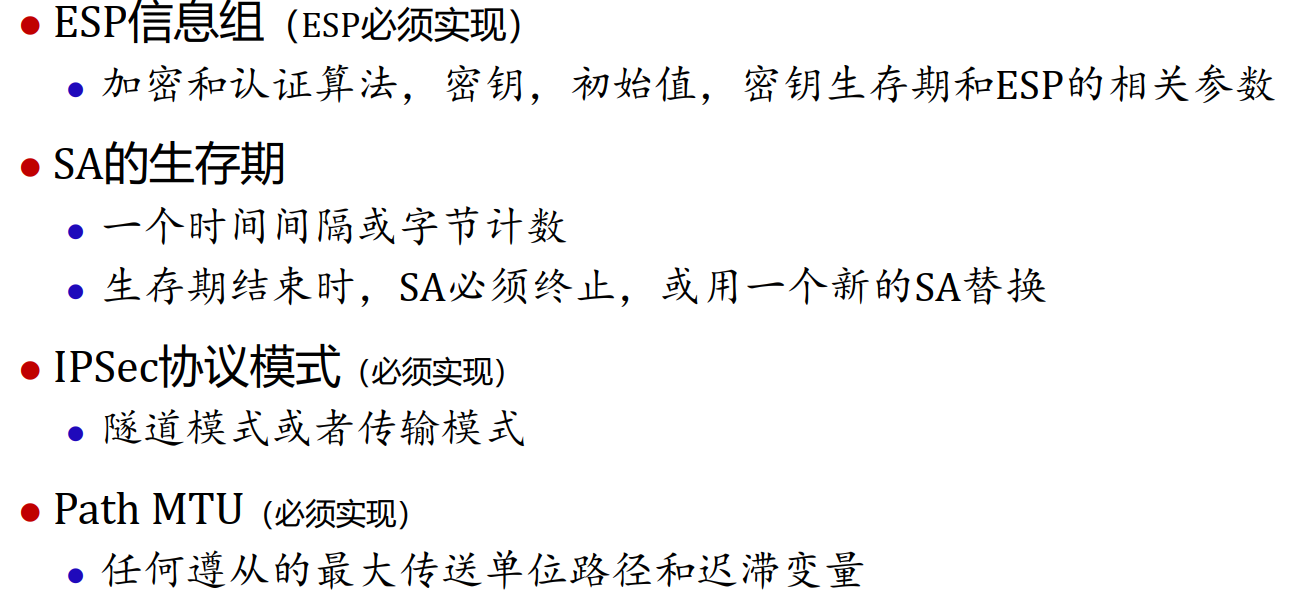 ESP信息组（ESP必须实现）
加密和认证算法，密钥，初始值，密钥生存期和ESP的相关参数
SA的生存期
一个时间间隔或字节计数
生存期结束时，SA必须终止，或用一个新的SA替换
IPSec协议模式（必须实现）
隧道模式或者传输模式
Path MTU（必须实现）
任何遵从的最大传送单位路径和迟滞变量